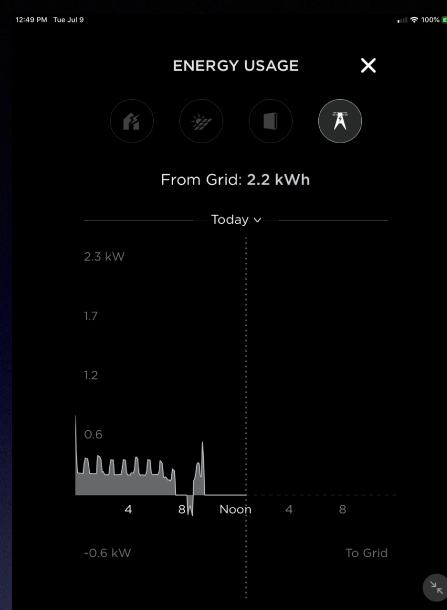 12:49 PM Tue Jul 9
100%
ENERGY USAGE
From Grid: 2.2 kWh
Today
2.3 kW
1.7
1.2
0.6
4 8 Noon 4 8
-0.6 kW To Grid